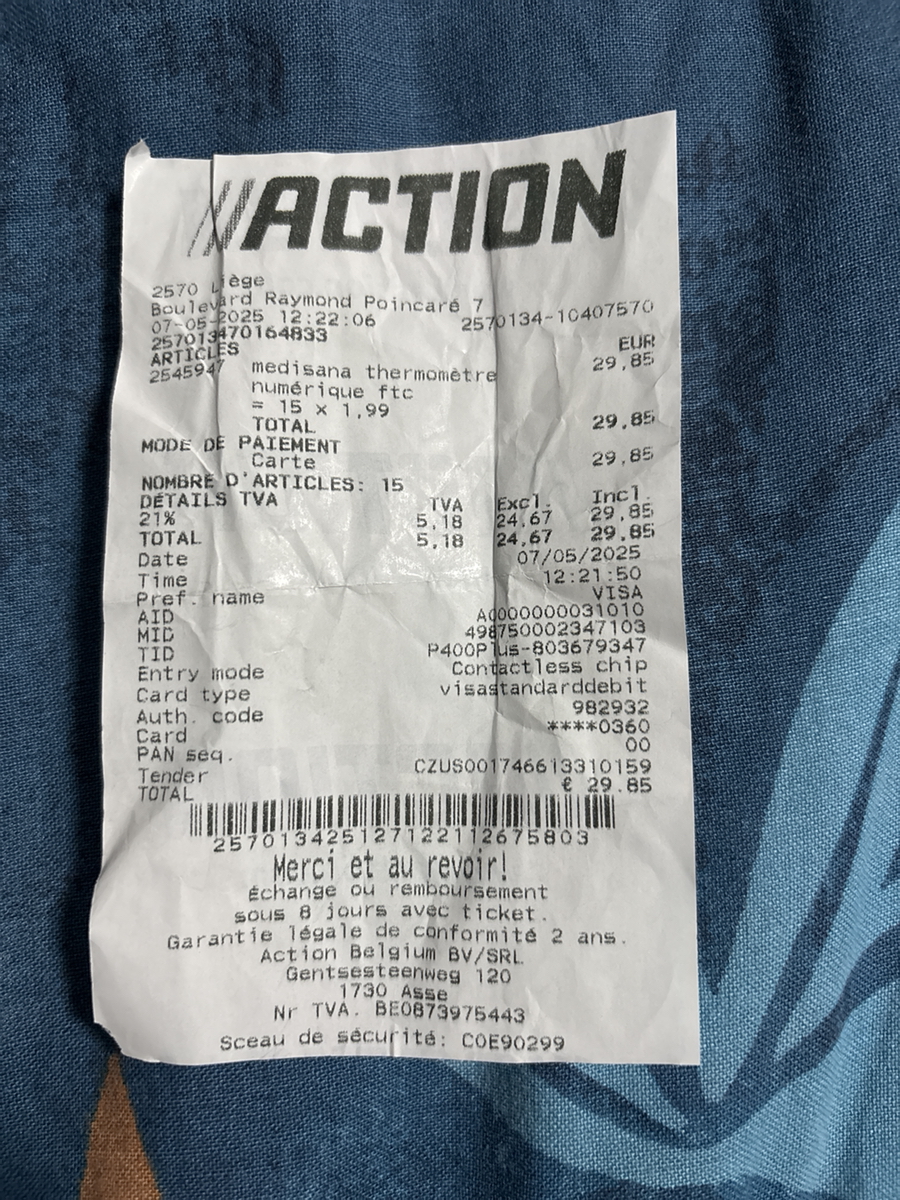 ACTION
2570 Liège
Boulevard Raymond Poincaré 7
07-05-2025 12:22:06 2570134-10407570
257013470164833
EUR
ARTICLES 29,85
2545947 medisana thermomètre
numérique ftc
= 15 x 1,99
TOTAL 29,85
MODE DE PAIEMENT
Carte 29,85
NOMBRE D'ARTICLES: 15
DÉTAILS TVA TVA Excl. Incl.
21% 5,18 24,67 29,85
TOTAL 5,18 24,67 29,85
Date 07/05/2025
Time 12:21:50
Pref. name VISA
AID A0000000031010
MID 498750002347103
TID P400Plus-803679347
Entry mode Contactless chip
Card type visastandarddebit
Auth. code 982932
Card ****0360
PAN seq. 00
Tender CZUS001746613310159
TOTAL € 29.85
257013425127122112675803
Merci et au revoir!
Échange ou remboursement
sous 8 jours avec ticket.
Garantie légale de conformité 2 ans.
Action Belgium BV/SRL
Gentsesteenweg 120
1730 Asse
Nr TVA. BE0873975443
Sceau de sécurité: C0E90299